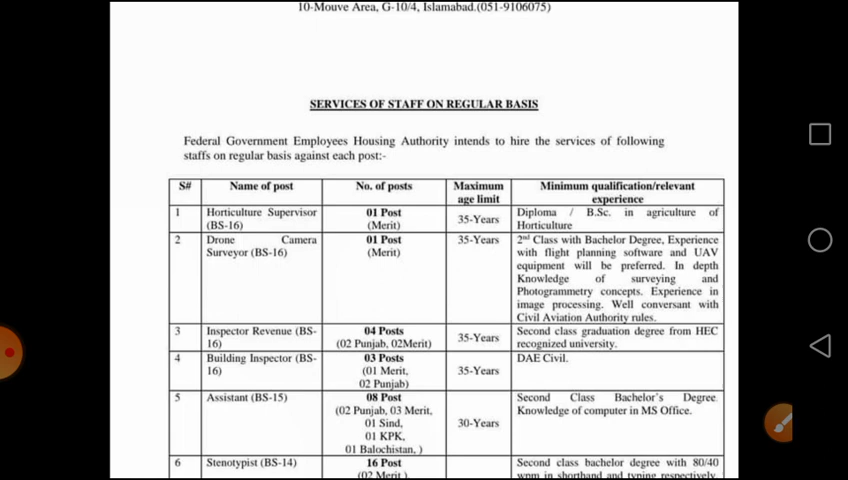 10-Mouve Area, G-10/4, Islamabad.(051-9106075)
SERVICES OF STAFF ON REGULAR BASIS
Federal Government Employees Housing Authority intends to hire the services of following
staffs on regular basis against each post:-
S# Name of post No. of posts Maximum age limit Minimum qualification/relevant experience
1 Horticulture Supervisor (BS-16) 01 Post (Merit) 35-Years Diploma / B.Sc. in agriculture of Horticulture
2 Drone Camera Surveyor (BS-16) 01 Post (Merit) 35-Years 2nd Class with Bachelor Degree, Experience
with flight planning software and UAV
equipment will be preferred. In depth
Knowledge of surveying and
Photogrammetry concepts. Experience in
image processing. Well conversant with
Civil Aviation Authority rules.
3 Inspector Revenue (BS-16) 04 Posts (02 Punjab, 02Merit) 35-Years Second class graduation degree from HEC
recognized university.
4 Building Inspector (BS-16) 03 Posts (01 Merit, 02 Punjab) 35-Years DAE Civil.
5 Assistant (BS-15) 08 Post (02 Punjab, 03 Merit, 01 Sind, 01 KPK, 01 Balochistan, ) 30-Years Second Class Bachelor's Degree.
Knowledge of computer in MS Office.
6 Stenotypist (BS-14) 16 Post (02 Merit ) Second class bachelor degree with 80/40
wpm in shorthand and typing respectively.